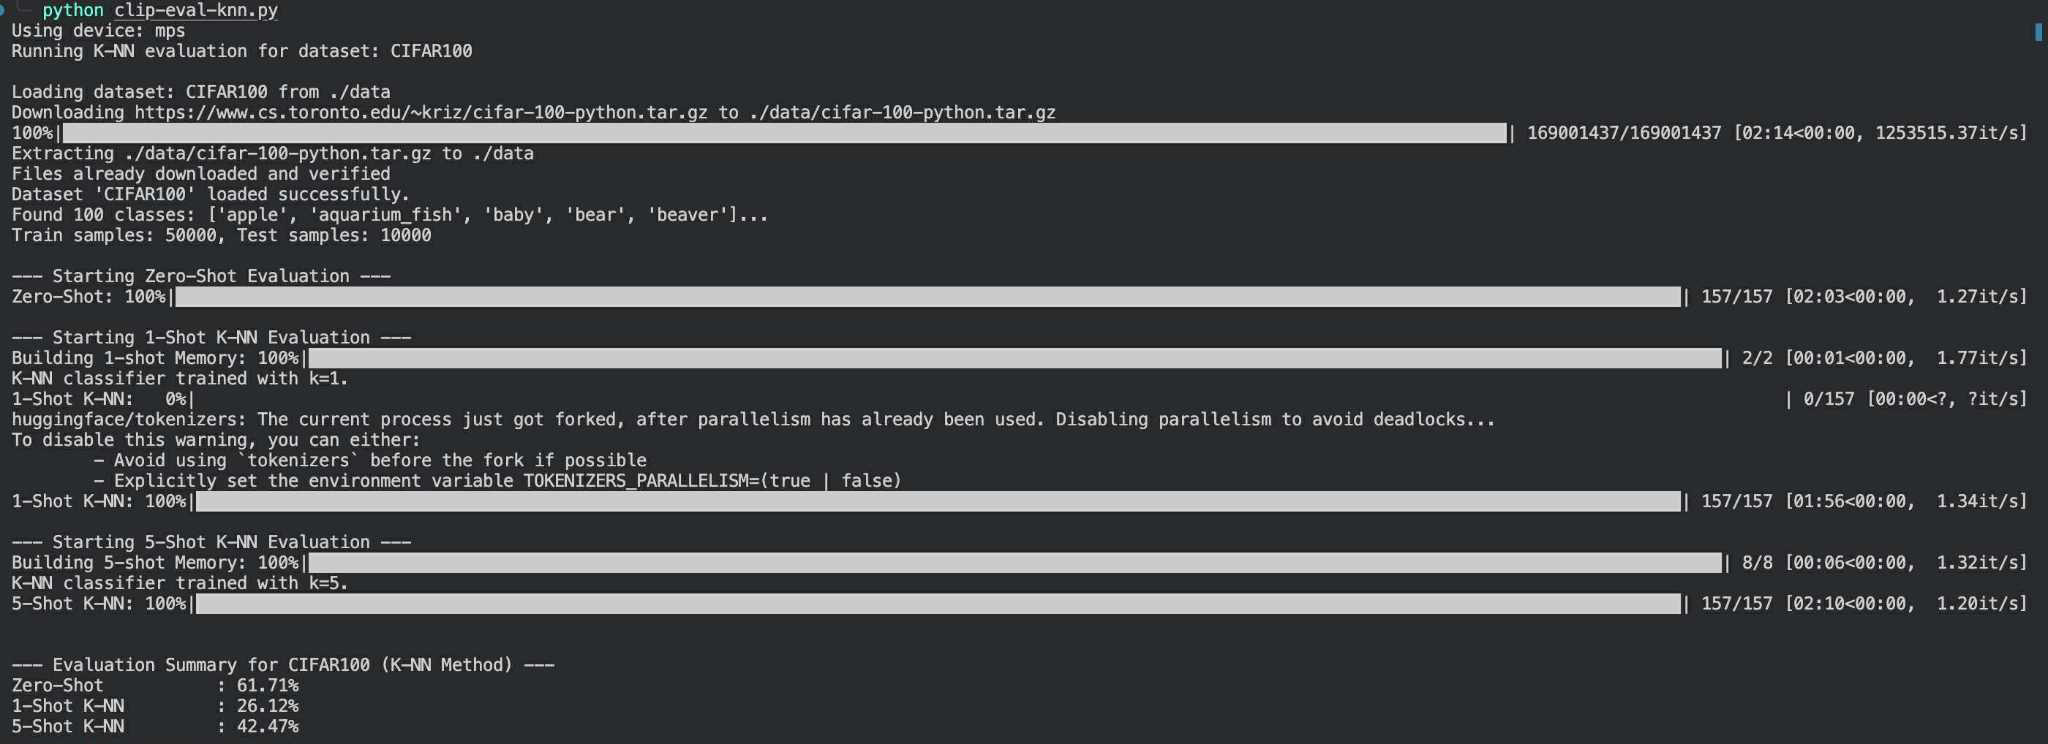 python clip-eval-knn.py
Using device: mps
Running K-NN evaluation for dataset: CIFAR100
Loading dataset: CIFAR100 from ./data
Downloading https://www.cs.toronto.edu/~kriz/cifar-100-python.tar.gz to ./data/cifar-100-python.tar.gz
100%| | 169001437/169001437 [02:14<00:00, 1253515.37it/s]
Extracting ./data/cifar-100-python.tar.gz to ./data
Files already downloaded and verified
Dataset 'CIFAR100' loaded successfully.
Found 100 classes: ['apple', 'aquarium_fish', 'baby', 'bear', 'beaver']...
Train samples: 50000, Test samples: 10000
--- Starting Zero-Shot Evaluation ---
Zero-Shot: 100%| | 157/157 [02:03<00:00, 1.27it/s]
--- Starting 1-Shot K-NN Evaluation ---
Building 1-shot Memory: 100%| | 2/2 [00:01<00:00, 1.77it/s]
K-NN classifier trained with k=1.
1-Shot K-NN: 0%| | 0/157 [00:00<?, ?it/s]
huggingface/tokenizers: The current process just got forked, after parallelism has already been used. Disabling parallelism to avoid deadlocks...
To disable this warning, you can either:
- Avoid using `tokenizers` before the fork if possible
- Explicitly set the environment variable TOKENIZERS_PARALLELISM=(true | false)
1-Shot K-NN: 100%| | 157/157 [01:56<00:00, 1.34it/s]
--- Starting 5-Shot K-NN Evaluation ---
Building 5-shot Memory: 100%| | 8/8 [00:06<00:00, 1.32it/s]
K-NN classifier trained with k=5.
5-Shot K-NN: 100%| | 157/157 [02:10<00:00, 1.20it/s]
--- Evaluation Summary for CIFAR100 (K-NN Method) ---
Zero-Shot : 61.71%
1-Shot K-NN : 26.12%
5-Shot K-NN : 42.47%